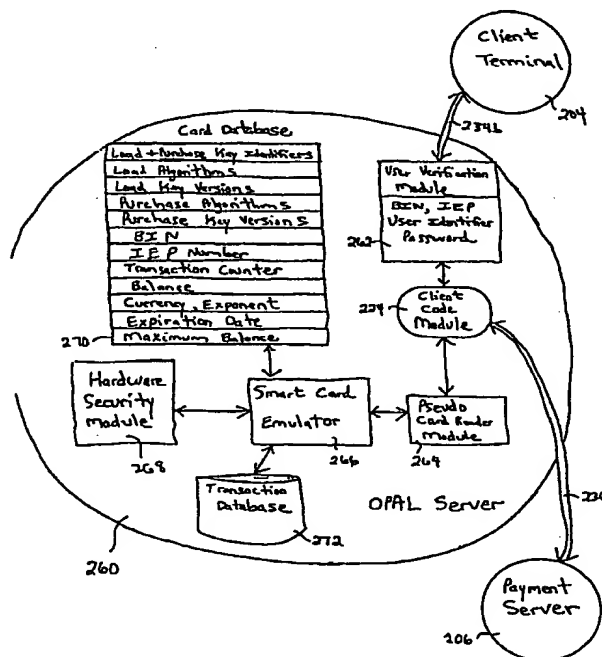 Client
Terminal
204
234b
Card Database
Load + Purchase Key Identifiers
Load Algorithms
Load Key Versions
Purchase Algorithms
Purchase Key Versions
BIN
IEP Number
Transaction Counter
Balance
Currency, Exponent
Expiration Date
Maximum Balance
270
User Verification
Module
BIN, IEP
User Identifier
Password
262
Client
Code
Module
224
Hardware
Security
Module
268
Smart Card
Emulator
266
Pseudo
Card Reader
Module
264
Transaction
Database
272
OPAL Server
260
Payment
Server
206